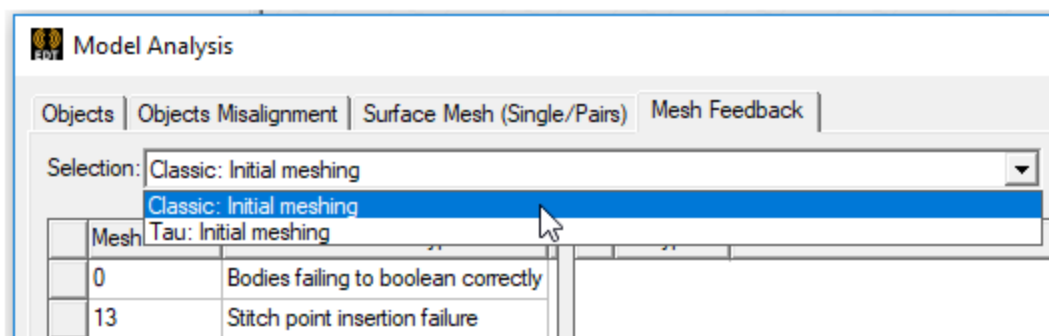 EDT
Model Analysis
Objects Objects Misalignment Surface Mesh (Single/Pairs) Mesh Feedback
Selection: Classic: Initial meshing
Classic: Initial meshing
Tau: Initial meshing
Mesh
0 Bodies failing to boolean correctly
13 Stitch point insertion failure